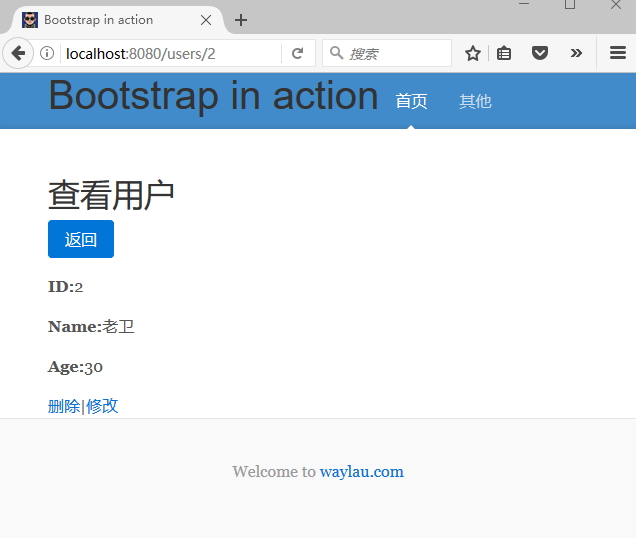 Bootstrap in action
localhost:8080/users/2
搜索
Bootstrap in action 首页 其他
查看用户
返回
ID:2
Name:老卫
Age:30
删除|修改
Welcome to waylau.com